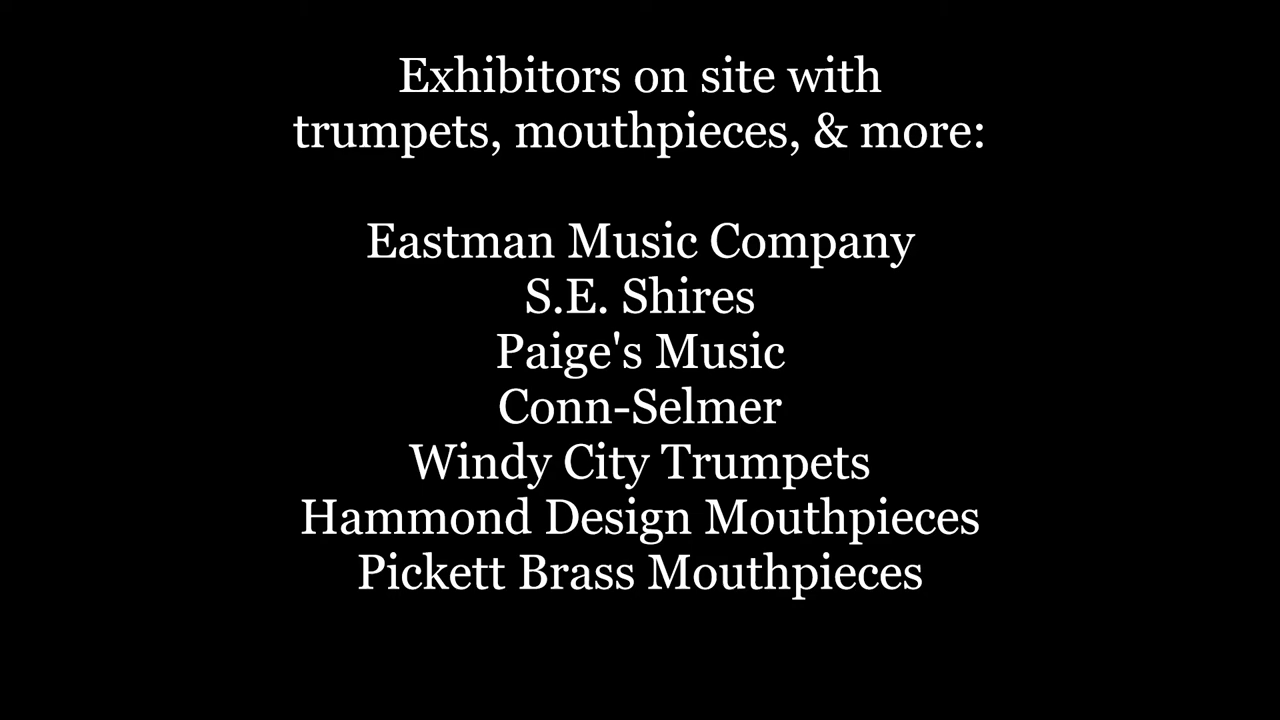 Exhibitors on site with
trumpets, mouthpieces, & more:
Eastman Music Company
S.E. Shires
Paige's Music
Conn-Selmer
Windy City Trumpets
Hammond Design Mouthpieces
Pickett Brass Mouthpieces